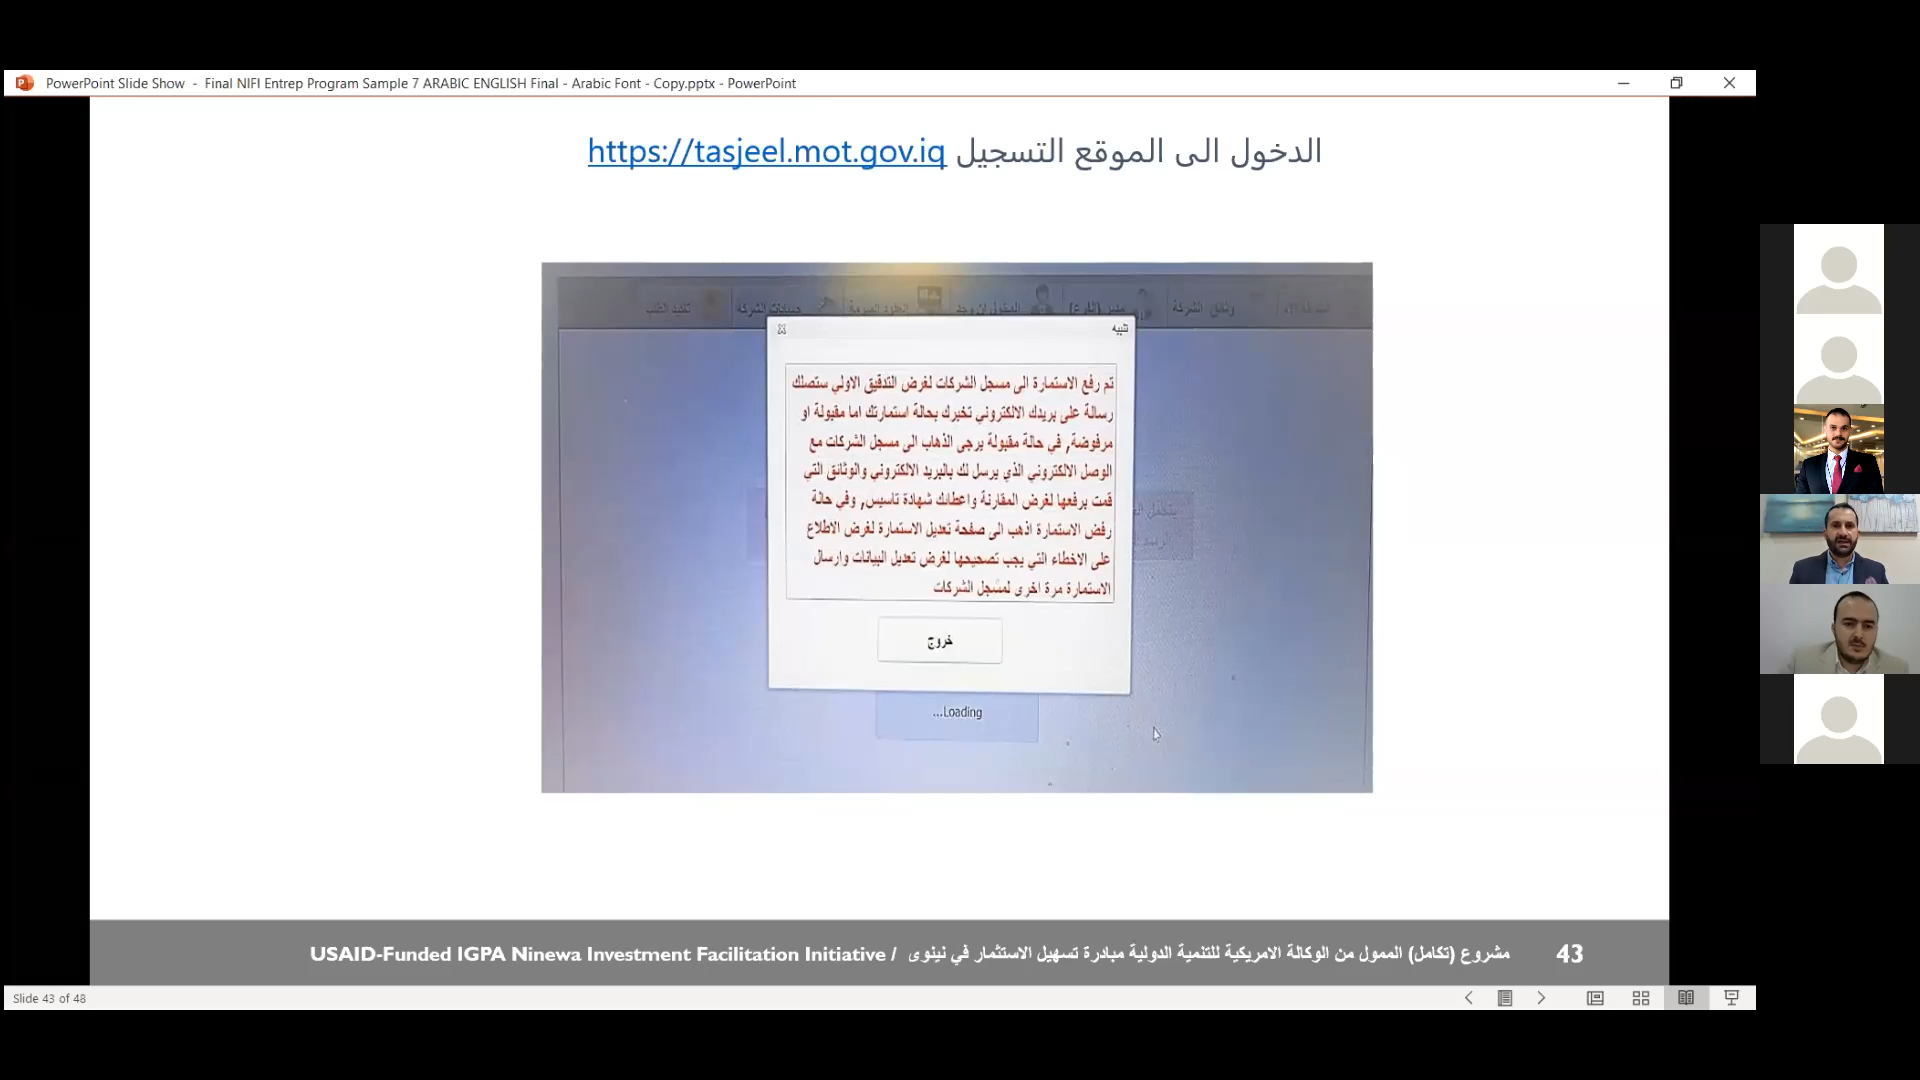 PowerPoint Slide Show - Final NIFI Entrep Program Sample 7 ARABIC ENGLISH Final - Arabic Font - Copy.pptx - PowerPoint
الدخول الى الموقع التسجيل https://tasjeel.mot.gov.iq
وثائق الشركة
حسابات الشركة
تنبيه
تم رفع الاستمارة الى مسجل الشركات لغرض التدقيق الاولي ستصلك
رسالة على بريدك الالكتروني تخبرك بحالة استمارتك اما مقبولة او
مرفوضة, في حالة مقبولة يرجى الذهاب الى مسجل الشركات مع
الوصل الالكتروني الذي يرسل لك بالبريد الالكتروني والوثائق التي
قمت برفعها لغرض المقارنة واعطائك شهادة تاسيس, وفي حالة
رفض الاستمارة اذهب الى صفحة تعديل الاستمارة لغرض الاطلاع
على الاخطاء التي يجب تصحيحها لغرض تعديل البيانات وارسال
الاستمارة مرة اخرى لمسجل الشركات
خروج
...Loading
مشروع (تكامل) الممول من الوكالة الامريكية للتنمية الدولية مبادرة تسهيل الاستثمار في نينوى / USAID-Funded IGPA Ninewa Investment Facilitation Initiative
43
Slide 43 of 48